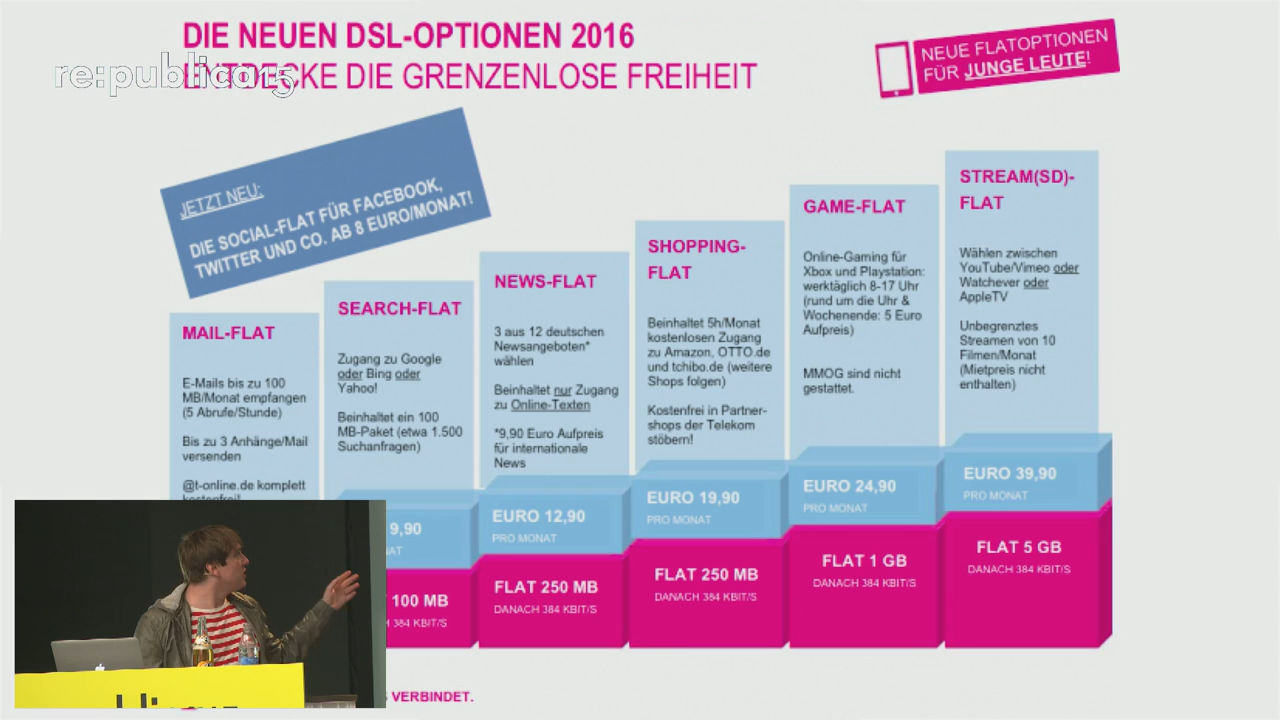 DIE NEUEN DSL-OPTIONEN 2016
re:publica15
DIE GRENZENLOSE FREIHEIT
NEUE FLATOPTIONEN
FÜR JUNGE LEUTE!
JETZT NEU:
DIE SOCIAL-FLAT FÜR FACEBOOK,
TWITTER UND CO. AB 8 EURO/MONAT!
MAIL-FLAT
E-Mails bis zu 100
MB/Monat empfangen
(5 Abrufe/Stunde)
Bis zu 3 Anhänge/Mail
versenden
@t-online.de komplett
kostenfrei!
SEARCH-FLAT
Zugang zu Google
oder Bing oder
Yahoo!
Beinhaltet ein 100
MB-Paket (etwa 1.500
Suchanfragen)
9,90
100 MB
384 KBIT/S
NEWS-FLAT
3 aus 12 deutschen
Newsangeboten*
wählen
Beinhaltet nur Zugang
zu Online-Texten
*9,90 Euro Aufpreis
für internationale
News
EURO 12,90
PRO MONAT
FLAT 250 MB
DANACH 384 KBIT/S
SHOPPING-
FLAT
Beinhaltet 5h/Monat
kostenlosen Zugang
zu Amazon, OTTO.de
und tchibo.de (weitere
Shops folgen)
Kostenfrei in Partner-
shops der Telekom
stöbern!
EURO 19,90
PRO MONAT
FLAT 250 MB
DANACH 384 KBIT/S
GAME-FLAT
Online-Gaming für
Xbox und Playstation:
werktäglich 8-17 Uhr
(rund um die Uhr &
Wochenende: 5 Euro
Aufpreis)
MMOG sind nicht
gestattet.
EURO 24,90
PRO MONAT
FLAT 1 GB
DANACH 384 KBIT/S
STREAM(SD)-
FLAT
Wählen zwischen
YouTube/Vimeo oder
Watchever oder
AppleTV
Unbegrenztes
Streamen von 10
Filmen/Monat
(Mietpreis nicht
enthalten)
EURO 39,90
PRO MONAT
FLAT 5 GB
DANACH 384 KBIT/S
VERBINDET.